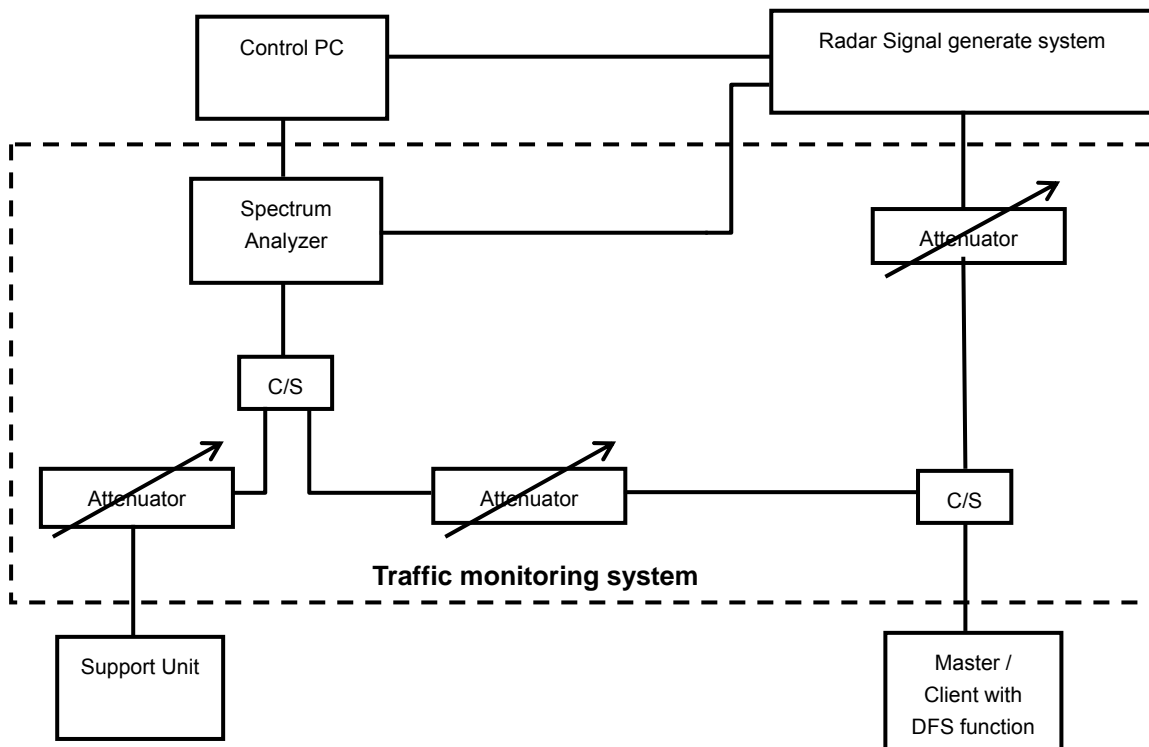 Control PC
Radar Signal generate system
Spectrum
Analyzer
Attenuator
C/S
Attenuator
Attenuator
C/S
Traffic monitoring system
Support Unit
Master /
Client with
DFS function